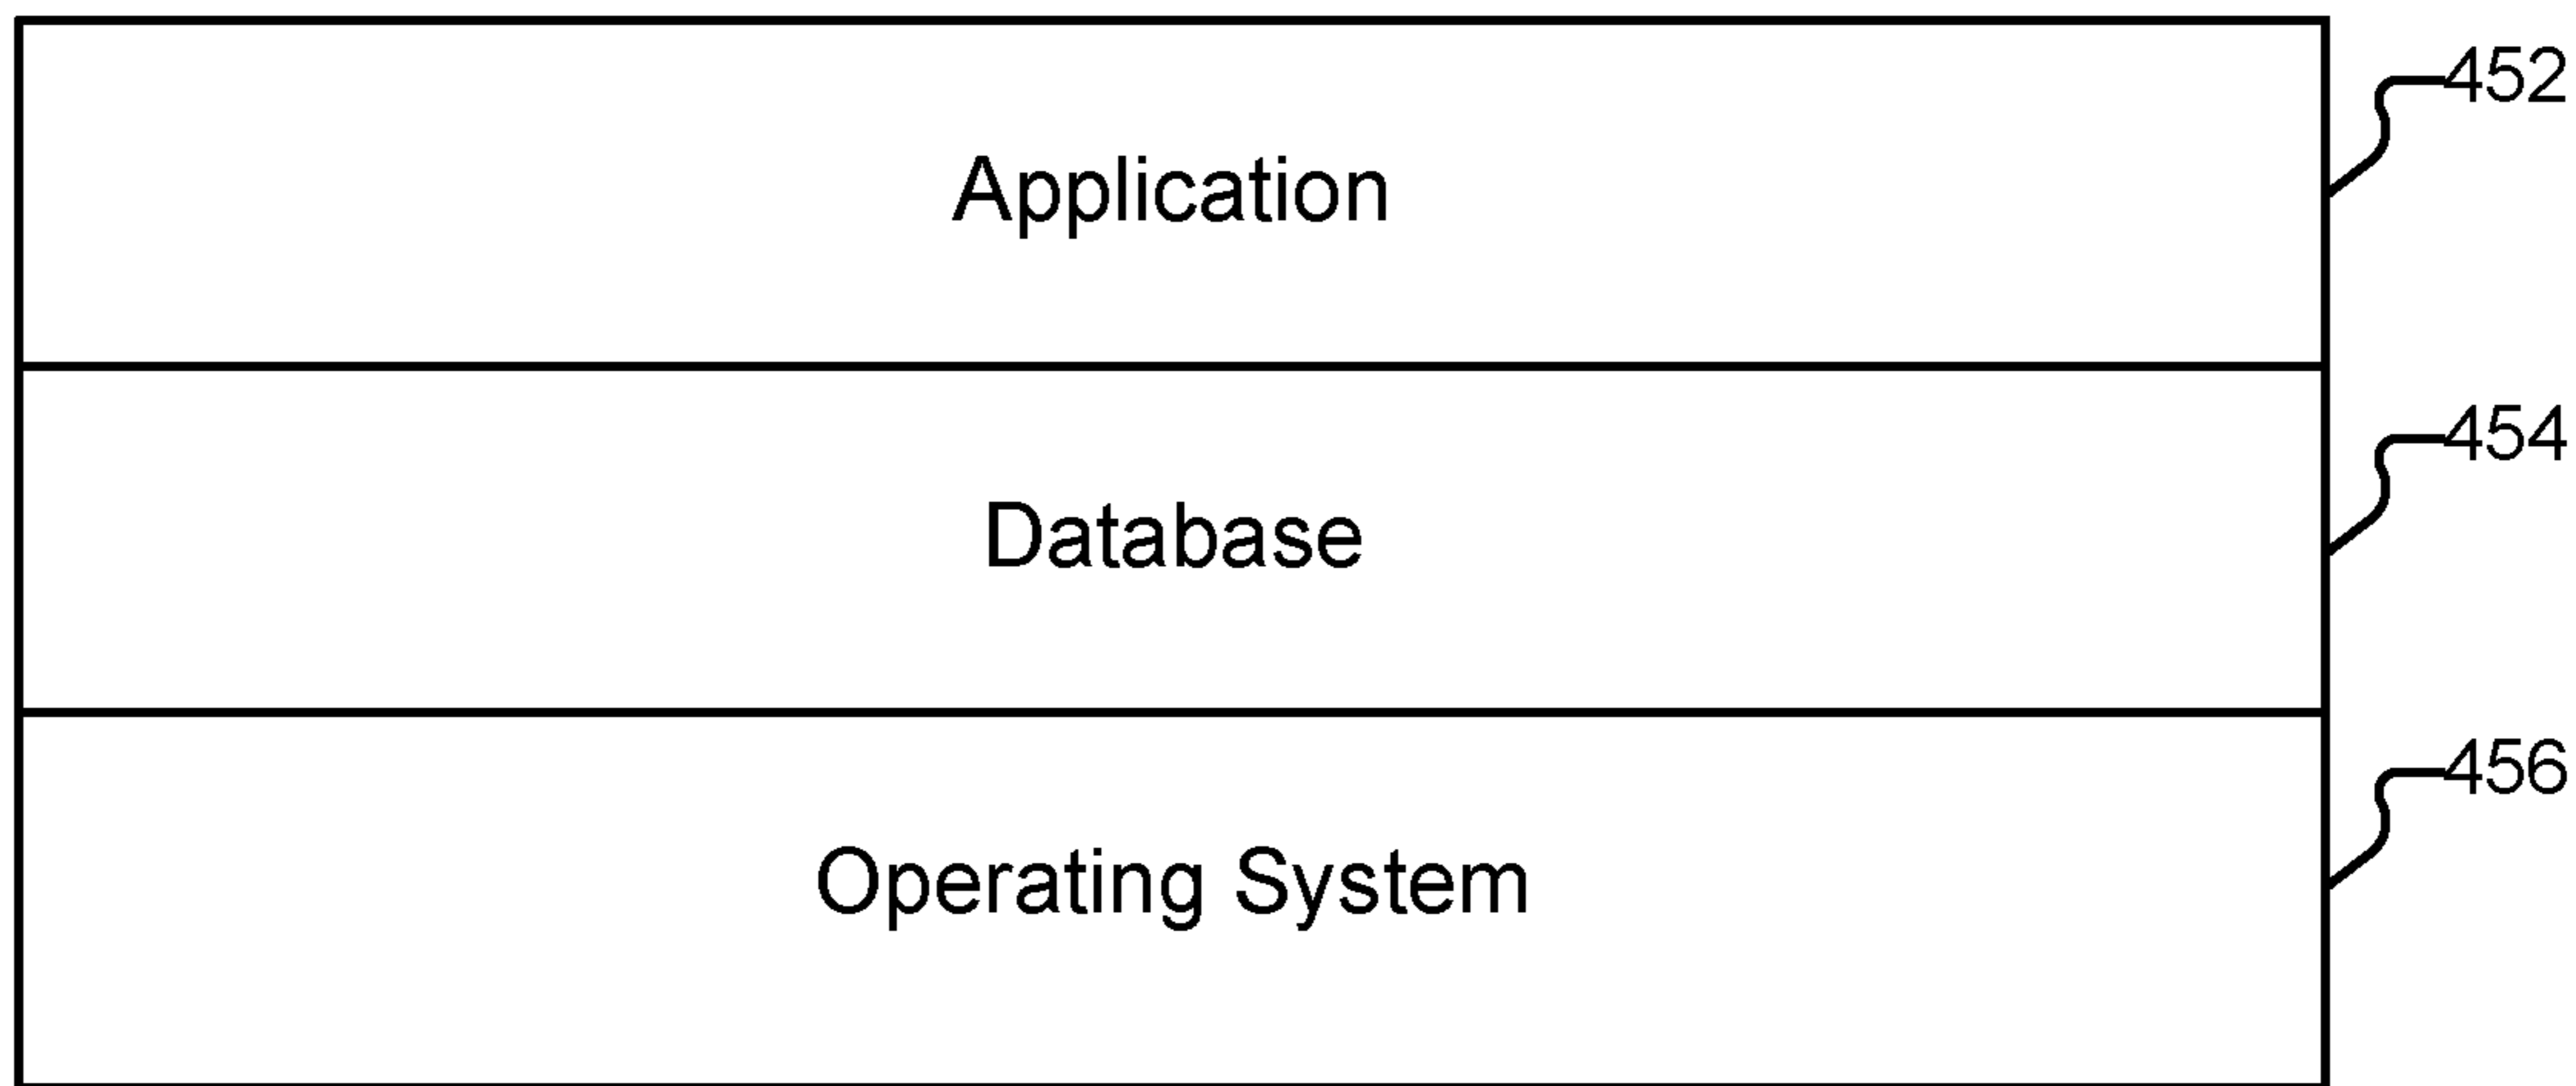 452
Application
454
Database
456
Operating System